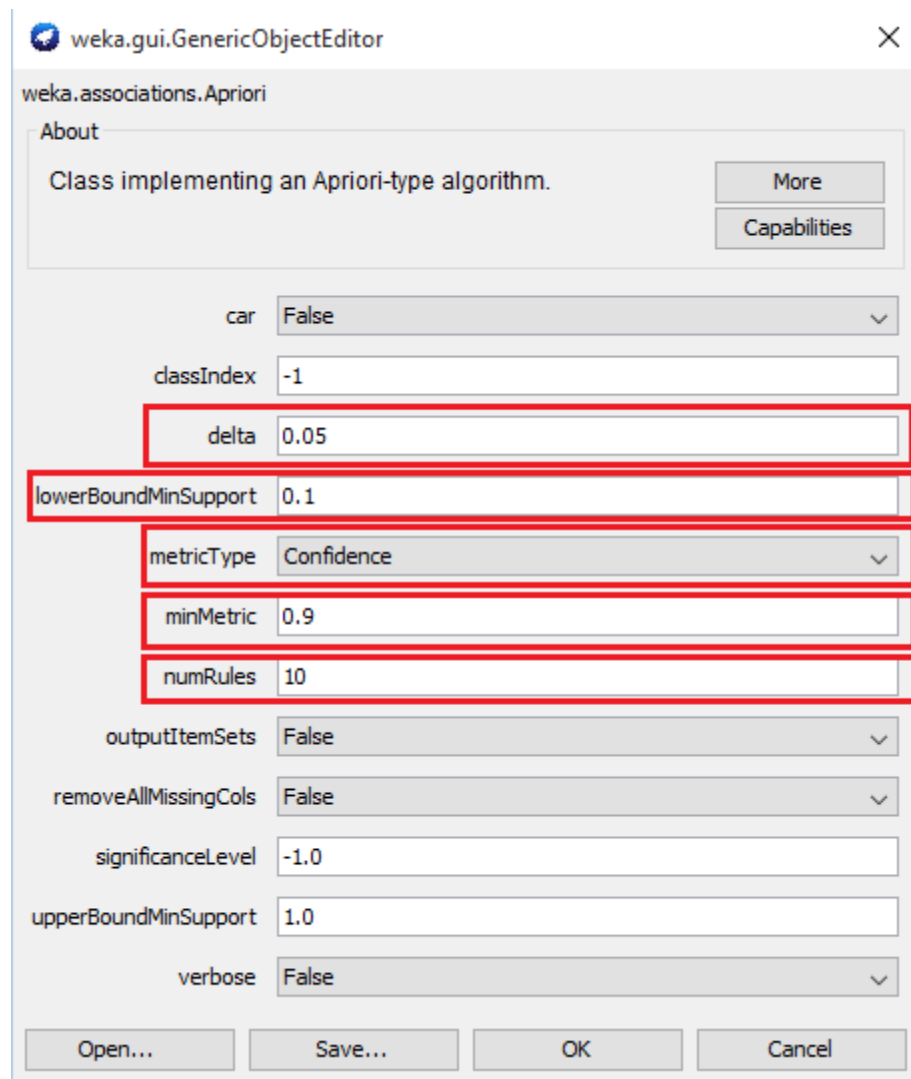 weka.gui.GenericObjectEditor
weka.associations.Apriori
About
Class implementing an Apriori-type algorithm.
More
Capabilities
car False
classIndex -1
delta 0.05
lowerBoundMinSupport 0.1
metricType Confidence
minMetric 0.9
numRules 10
outputItemSets False
removeAllMissingCols False
significanceLevel -1.0
upperBoundMinSupport 1.0
verbose False
Open... Save... OK Cancel